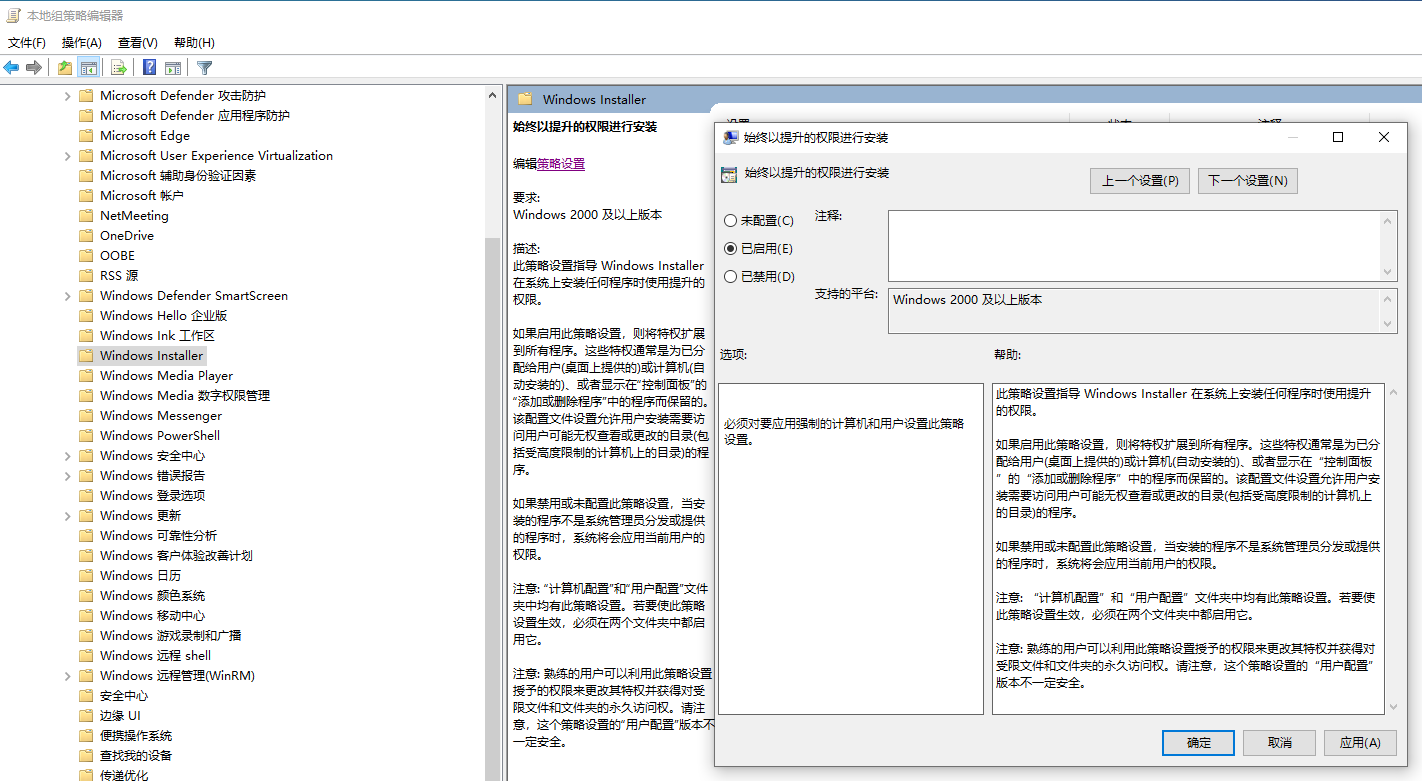 本地组策略编辑器
文件(F) 操作(A) 查看(V) 帮助(H)
Microsoft Defender 攻击防护
Microsoft Defender 应用程序防护
Microsoft Edge
Microsoft User Experience Virtualization
Microsoft 辅助身份验证因素
Microsoft 帐户
NetMeeting
OneDrive
OOBE
RSS 源
Windows Defender SmartScreen
Windows Hello 企业版
Windows Ink 工作区
Windows Installer
Windows Media Player
Windows Media 数字权限管理
Windows Messenger
Windows PowerShell
Windows 安全中心
Windows 错误报告
Windows 登录选项
Windows 更新
Windows 可靠性分析
Windows 客户体验改善计划
Windows 日历
Windows 颜色系统
Windows 移动中心
Windows 游戏录制和广播
Windows 远程 shell
Windows 远程管理(WinRM)
安全中心
边缘 UI
便携操作系统
查找我的设备
传递优化
Windows Installer
始终以提升的权限进行安装
编辑策略设置
要求:
Windows 2000 及以上版本
描述:
此策略设置指导 Windows Installer
在系统上安装任何程序时使用提升的
权限。
如果启用此策略设置，则将特权扩展
到所有程序。这些特权通常是为已分
配给用户(桌面上提供的)或计算机(自
动安装的)、或者显示在“控制面板”的
“添加或删除程序”中的程序而保留的。
该配置文件设置允许用户安装需要访
问用户可能无权查看或更改的目录(包
括受高度限制的计算机上的目录)的程
序。
如果禁用或未配置此策略设置，当安
装的程序不是系统管理员分发或提供
的程序时，系统将会应用当前用户的
权限。
注意: “计算机配置”和“用户配置”文件
夹中均有此策略设置。若要使此策略
设置生效，必须在两个文件夹中都启
用它。
注意: 熟练的用户可以利用此策略设置
授予的权限来更改其特权并获得对受
限文件和文件夹的永久访问权。请注
意，这个策略设置的“用户配置”版本不
一定安全。
设置 状态 注释
始终以提升的权限进行安装
始终以提升的权限进行安装
上一个设置(P) 下一个设置(N)
未配置(C)
已启用(E)
已禁用(D)
注释:
支持的平台:
Windows 2000 及以上版本
选项:
帮助:
必须对要应用强制的计算机和用户设置此策略
设置。
此策略设置指导 Windows Installer 在系统上安装任何程序时使用提升
的权限。
如果启用此策略设置，则将特权扩展到所有程序。这些特权通常是为已分
配给用户(桌面上提供的)或计算机(自动安装的)、或者显示在“控制面板
”的“添加或删除程序”中的程序而保留的。该配置文件设置允许用户安
装需要访问用户可能无权查看或更改的目录(包括受高度限制的计算机上
的目录)的程序。
如果禁用或未配置此策略设置，当安装的程序不是系统管理员分发或提供
的程序时，系统将会应用当前用户的权限。
注意: “计算机配置”和“用户配置”文件夹中均有此策略设置。若要使
此策略设置生效，必须在两个文件夹中都启用它。
注意: 熟练的用户可以利用此策略设置授予的权限来更改其特权并获得对
受限文件和文件夹的永久访问权。请注意，这个策略设置的“用户配置”
版本不一定安全。
确定 取消 应用(A)